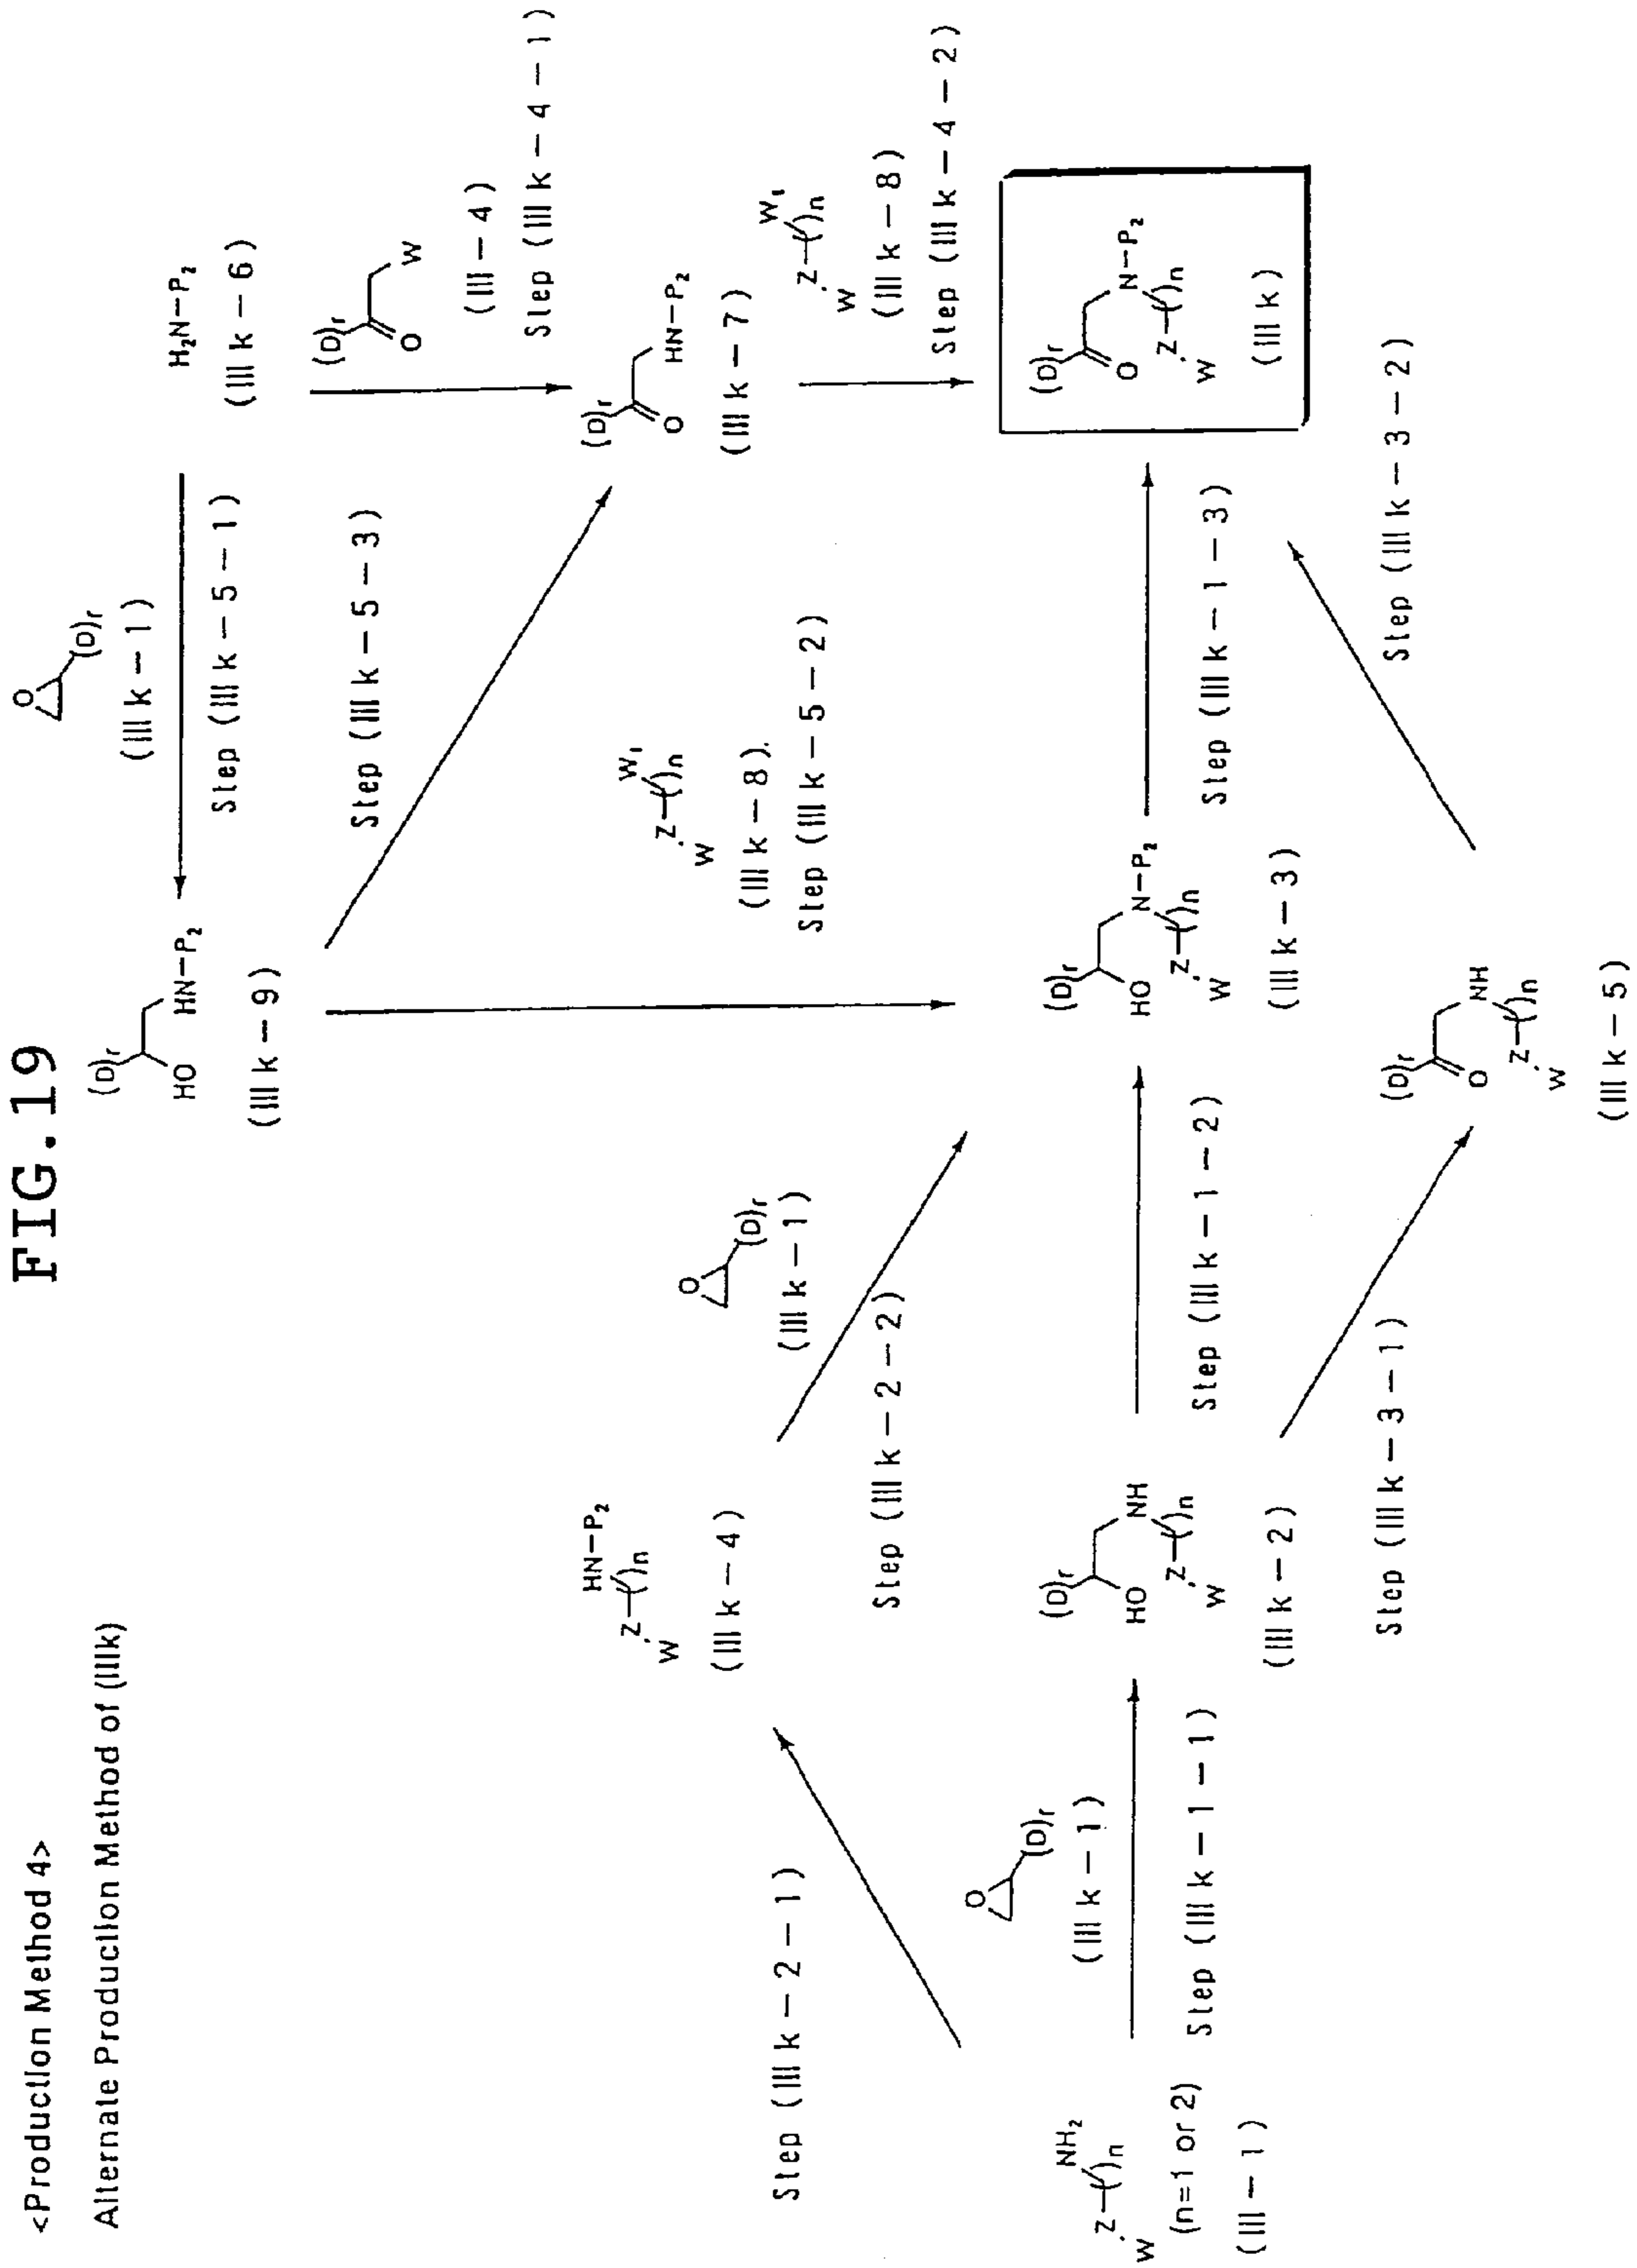 FIG.19
<Production Method 4>
Alternate Production Method of (IIIk)
(D)r
HO
HN—P2
(III k — 9)
O
(D)r
(III k — 1)
Step (III k — 5 — 1)
H2N—P2
(III k — 6)
Step (III k — 5 — 3)
(D)r
O
W
(III — 4)
Step (III k — 4 — 1)
HN—P2
Z
( )n
W
(III k — 4)
O
(D)r
(III k — 1)
Step (III k — 2 — 2)
W1
Z
( )n
W
(III k — 8).
Step (III k — 5 — 2)
(D)r
O
HN—P2
(III k — 7)
W1
Z
( )n
W
(III k — 8)
Step (III k — 4 — 2)
Step (III k — 2 — 1)
NH2
Z
( )n
W
(n=1 or 2)
(III — 1)
O
(D)r
(III k — 1)
Step (III k — 1 — 1)
(D)r
HO
NH
Z
( )n
W
(III k — 2)
Step (III k — 1 — 2)
(D)r
HO
N—P2
Z
( )n
W
(III k — 3)
Step (III k — 1 — 3)
(D)r
O
N—P2
Z
( )n
W
(III k)
Step (III k — 3 — 1)
(D)r
O
NH
Z
( )n
W
(III k — 5)
Step (III k — 3 — 2)